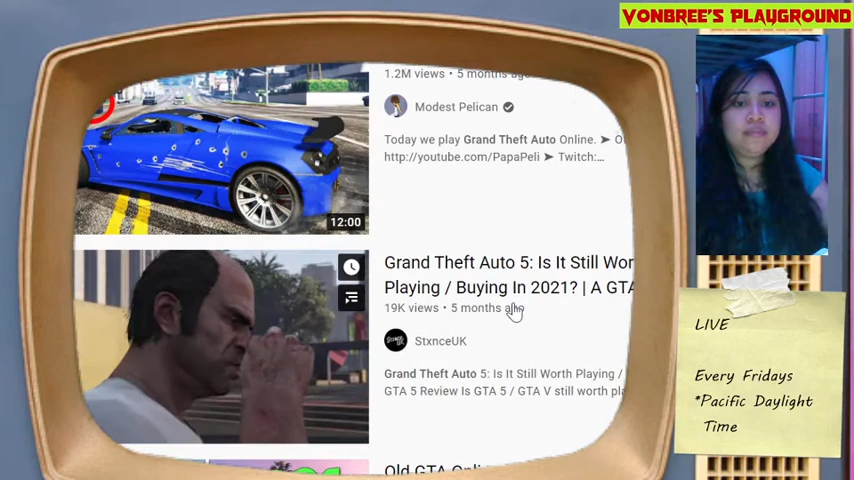 VONBREE'S PLAYGROUND
1.2M views • 5 months ago
Modest Pelican
Today we play Grand Theft Auto Online. ➤
http://youtube.com/PapaPeli ➤ Twitch:...
12:00
Grand Theft Auto 5: Is It Still
Playing / Buying In 2021? | A GTA
19K views • 5 months ago
StxnceUK
Grand Theft Auto 5: Is It Still Worth Playing /
GTA 5 Review Is GTA 5 / GTA V still worth
Old GTA
LIVE
Every Fridays
*Pacific Daylight
Time